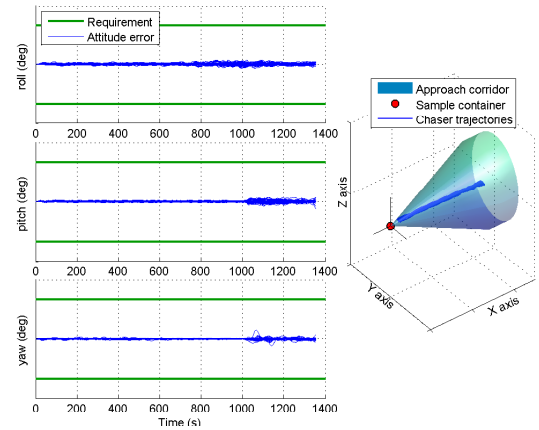 Requirement
Attitude error
roll (deg)
0 200 400 600 800 1000 1200 1400
pitch (deg)
0 200 400 600 800 1000 1200 1400
yaw (deg)
0 200 400 600 800 1000 1200 1400
Time (s)
Approach corridor
Sample container
Chaser trajectories
Z axis
Y axis
X axis